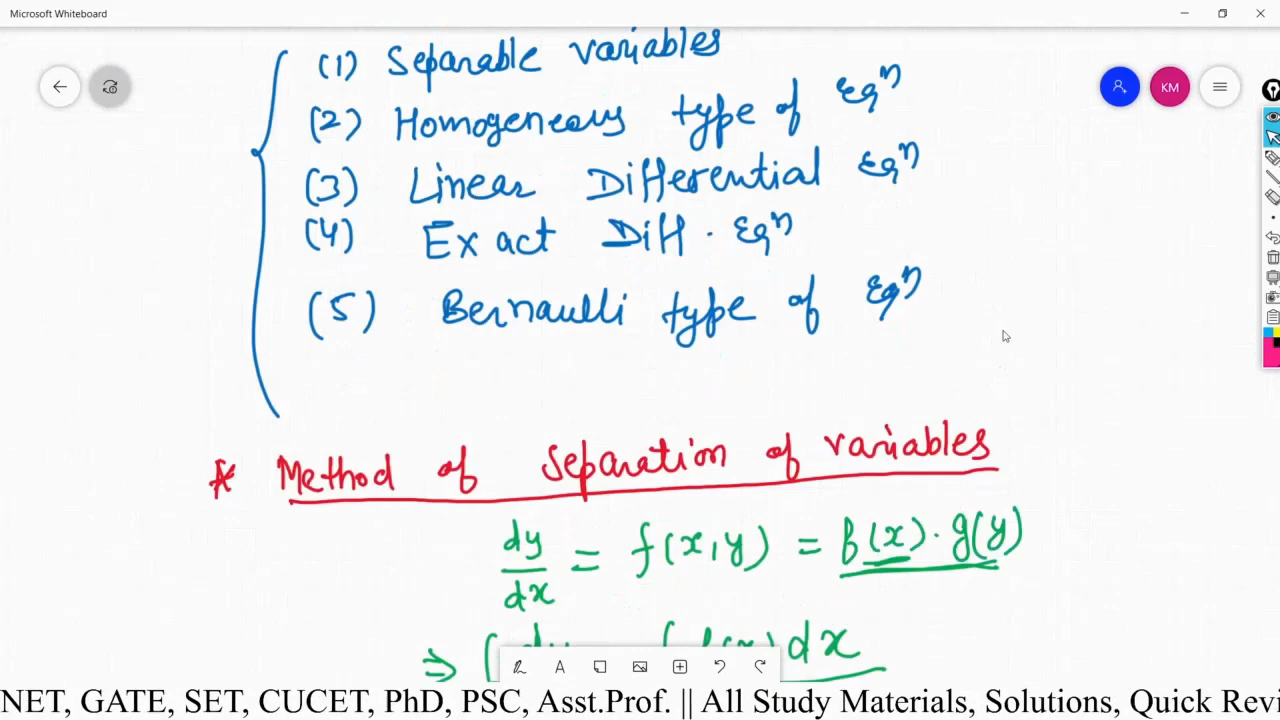 Microsoft Whiteboard
(1) Separable variables
(2) Homogeneous type of Eqⁿ
(3) Linear Differential Eqⁿ
(4) Exact Diff. Eqⁿ
(5) Bernaulli type of Eqⁿ
KM
* Method of Separation of variables
dy/dx = f(x,y) = f(x).g(y)
⇒ ∫ dy = ∫ f(x) dx
A
NET, GATE, SET, CUCET, PhD, PSC, Asst.Prof. || All Study Materials, Solutions, Quick Revi